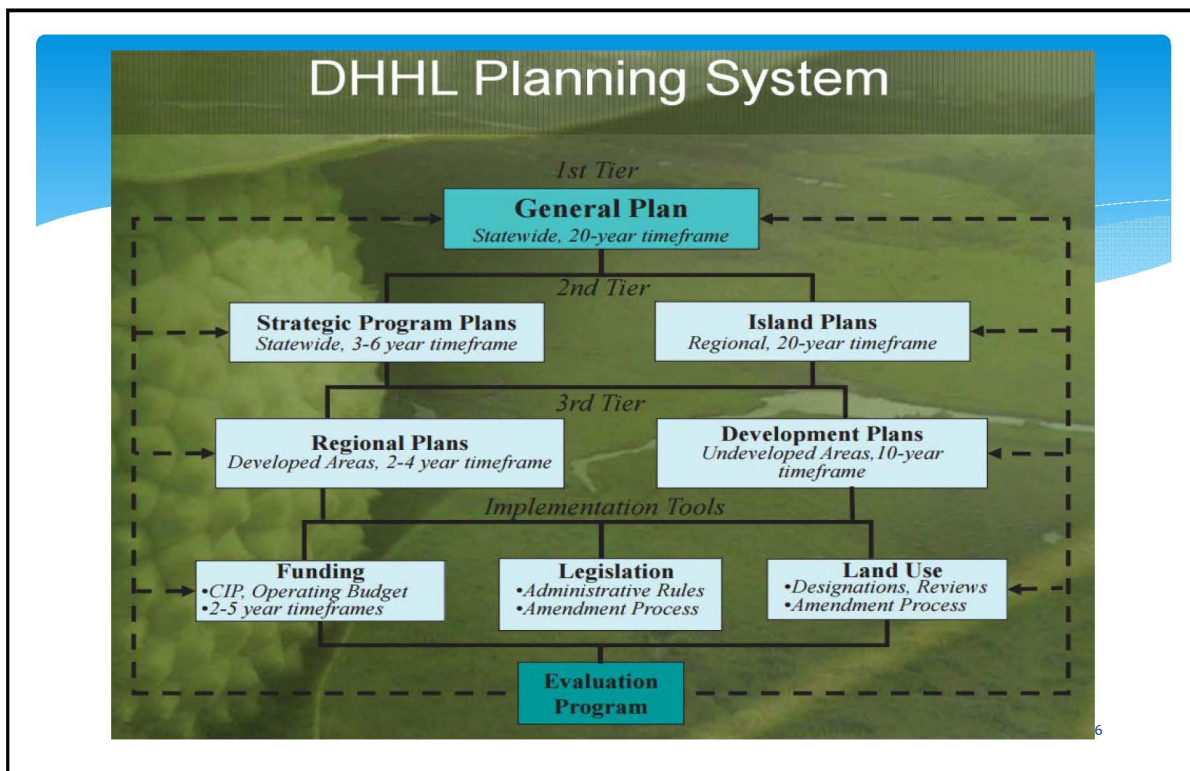 DHHL Planning System
1st Tier
General Plan
Statewide, 20-year timeframe
2nd Tier
Strategic Program Plans
Statewide, 3-6 year timeframe
Island Plans
Regional, 20-year timeframe
3rd Tier
Regional Plans
Developed Areas, 2-4 year timeframe
Development Plans
Undeveloped Areas,10-year
timeframe
Implementation Tools
Funding
•CIP, Operating Budget
•2-5 year timeframes
Legislation
•Administrative Rules
•Amendment Process
Land Use
•Designations, Reviews
•Amendment Process
Evaluation
Program
6